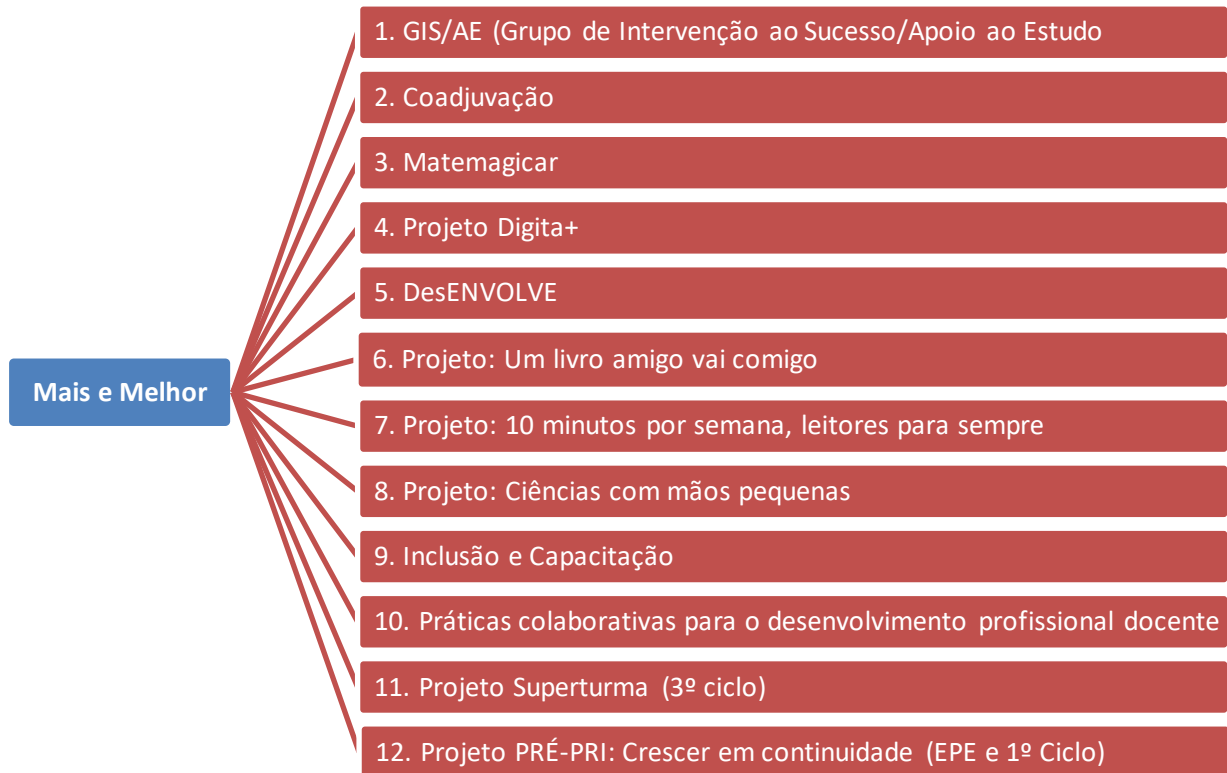 Mais e Melhor
1. GIS/AE (Grupo de Intervenção ao Sucesso/Apoio ao Estudo
2. Coadjuvação
3. Matemagicar
4. Projeto Digita+
5. DesENVOLVE
6. Projeto: Um livro amigo vai comigo
7. Projeto: 10 minutos por semana, leitores para sempre
8. Projeto: Ciências com mãos pequenas
9. Inclusão e Capacitação
10. Práticas colaborativas para o desenvolvimento profissional docente
11. Projeto Superturma (3º ciclo)
12. Projeto PRÉ-PRI: Crescer em continuidade (EPE e 1º Ciclo)